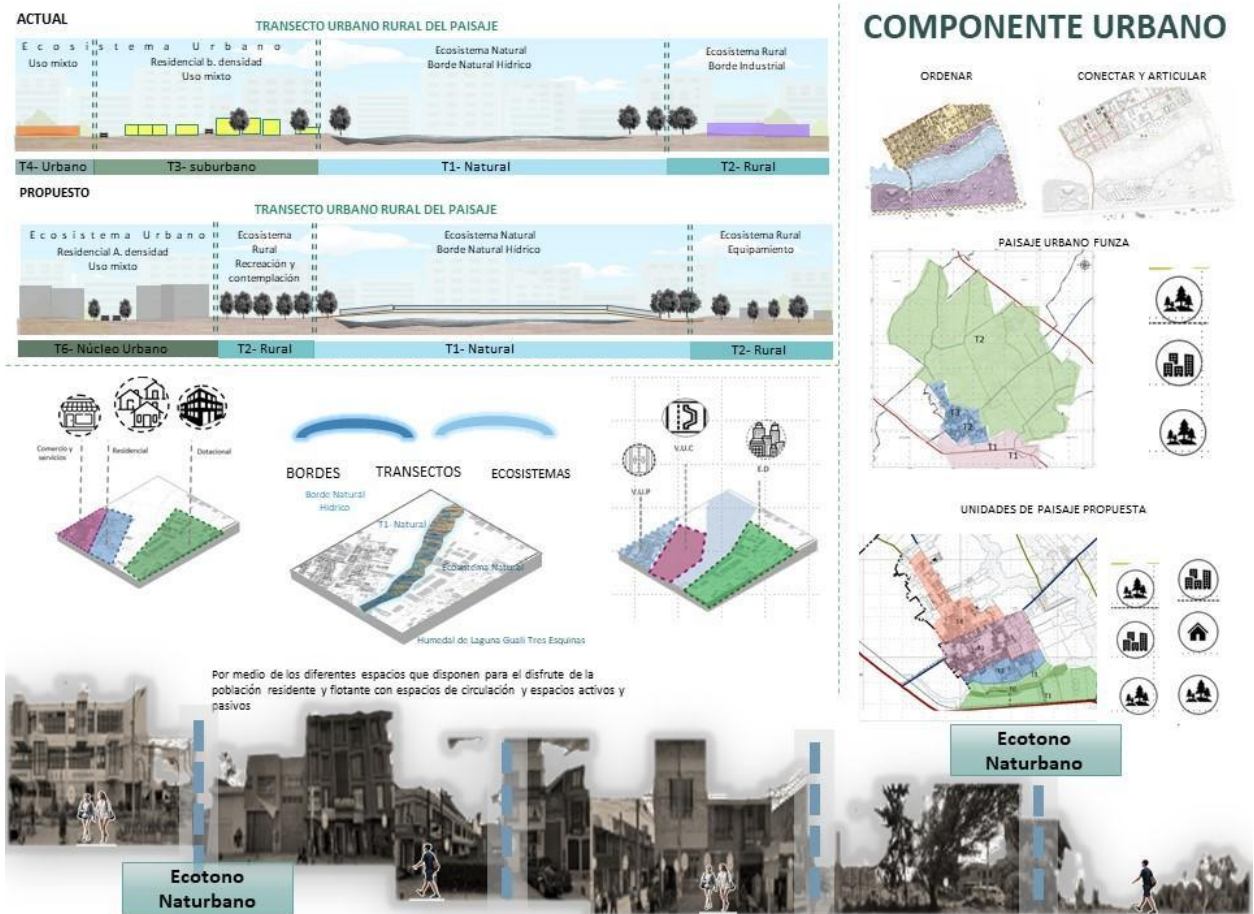 ACTUAL
TRANSECTO URBANO RURAL DEL PAISAJE
Ecosistema Urbano
Uso mixto
Residencial b. densidad
Uso mixto
Ecosistema Natural
Borde Natural Hídrico
Ecosistema Rural
Borde Industrial
T4- Urbano
T3- suburbano
T1- Natural
T2- Rural
PROPUESTO
TRANSECTO URBANO RURAL DEL PAISAJE
Ecosistema Urbano
Residencial A. densidad
Uso mixto
Ecosistema
Rural
Recreación y
contemplación
Ecosistema Natural
Borde Natural Hídrico
Ecosistema Rural
Equipamiento
T6- Núcleo Urbano
T2- Rural
T1- Natural
T2- Rural
Comercio y
servicios
Residencial
Dotacional
BORDES
TRANSECTOS
ECOSISTEMAS
Borde Natural
Hídrico
T1- Natural
Ecosistema Natural
Humedal de Laguna Gualí Tres Esquinas
V.U.P
V.U.C
E.D
Por medio de los diferentes espacios que disponen para el disfrute de la
población residente y flotante con espacios de circulación y espacios activos y
pasivos
Ecotono
Naturbano
COMPONENTE URBANO
ORDENAR
CONECTAR Y ARTICULAR
PAISAJE URBANO FUNZA
T2
T3
T2
T1
T1
UNIDADES DE PAISAJE PROPUESTA
T1
T1
Ecotono
Naturbano